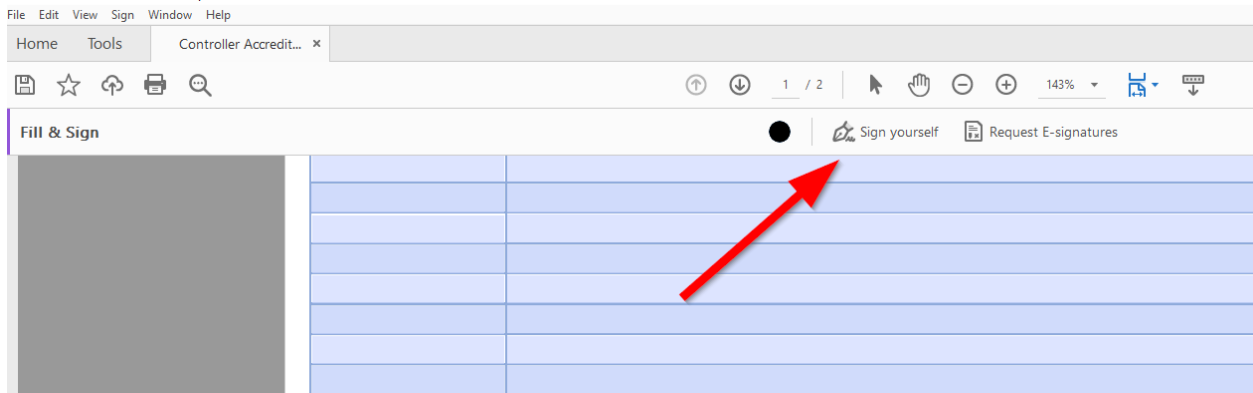 File Edit View Sign Window Help
Home Tools Controller Accredit... ×
1 / 2 143%
Fill & Sign Sign yourself Request E-signatures